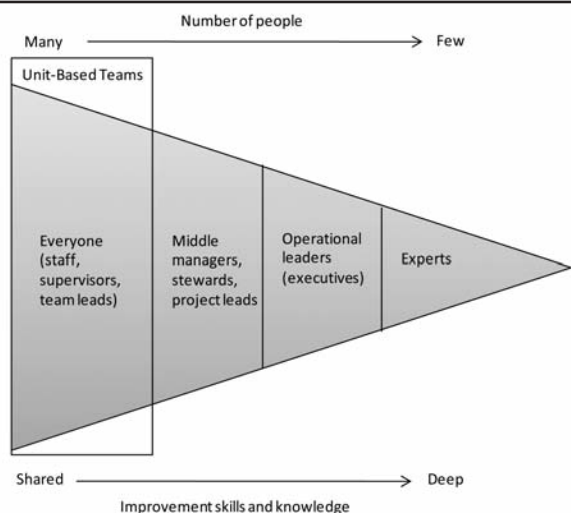 Number of people
Many
Few
Unit-Based Teams
Everyone
(staff,
supervisors,
team leads)
Middle
managers,
stewards,
project leads
Operational
leaders
(executives)
Experts
Shared
Deep
Improvement skills and knowledge